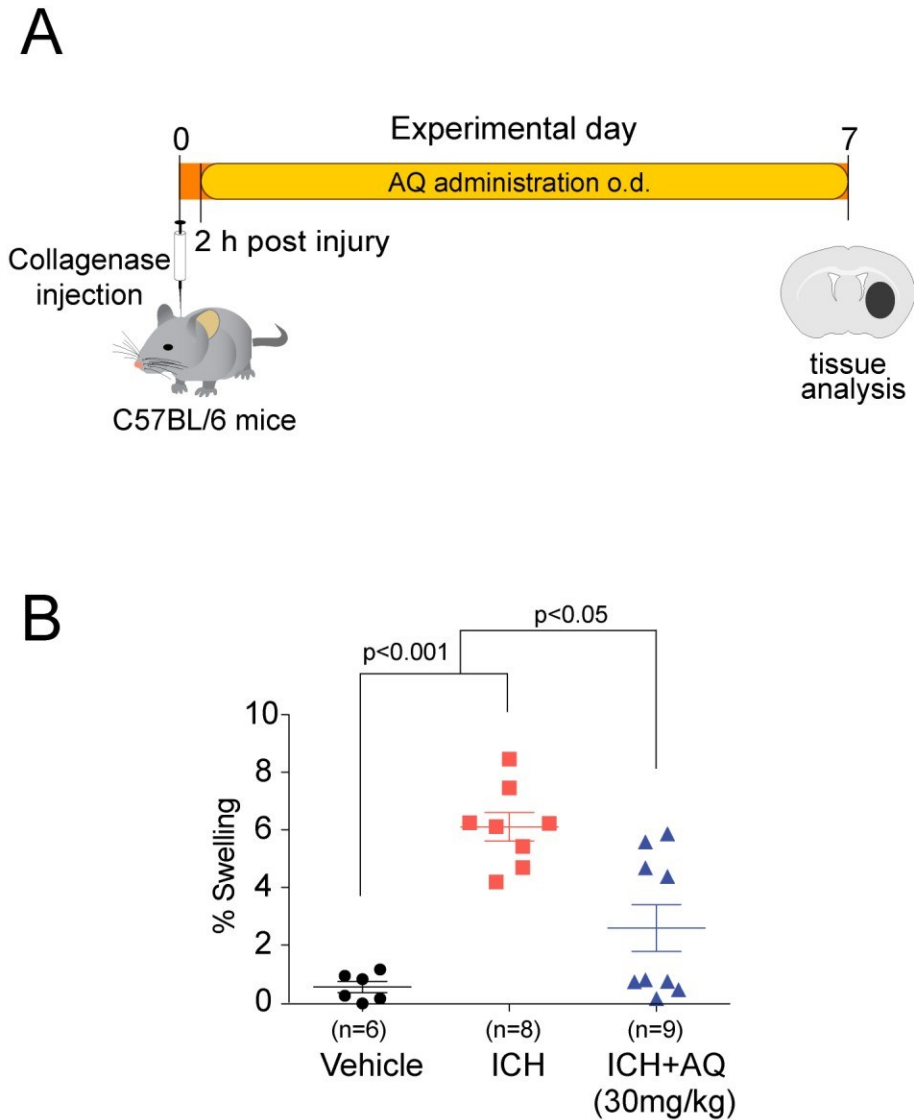 A
0
Experimental day
7
AQ administration o.d.
2 h post injury
Collagenase
injection
C57BL/6 mice
tissue
analysis
B
p<0.05
p<0.001
% Swelling
10
8
6
4
2
0
(n=6)
(n=8)
(n=9)
Vehicle
ICH
ICH+AQ
(30mg/kg)